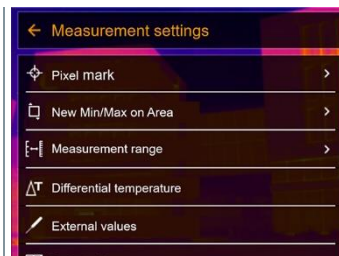 Measurement settings
Pixel mark
New Min/Max on Area
Measurement range
Differential temperature
External values